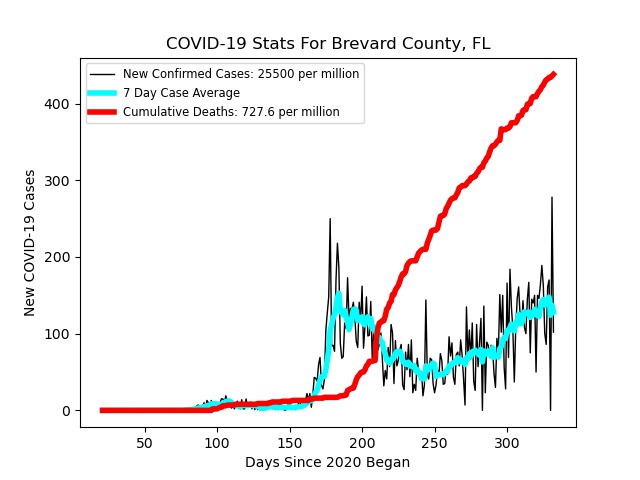 COVID-19 Stats For Brevard County, FL
New Confirmed Cases: 25500 per million
7 Day Case Average
Cumulative Deaths: 727.6 per million
New COVID-19 Cases
400
300
200
100
0
50 100 150 200 250 300
Days Since 2020 Began